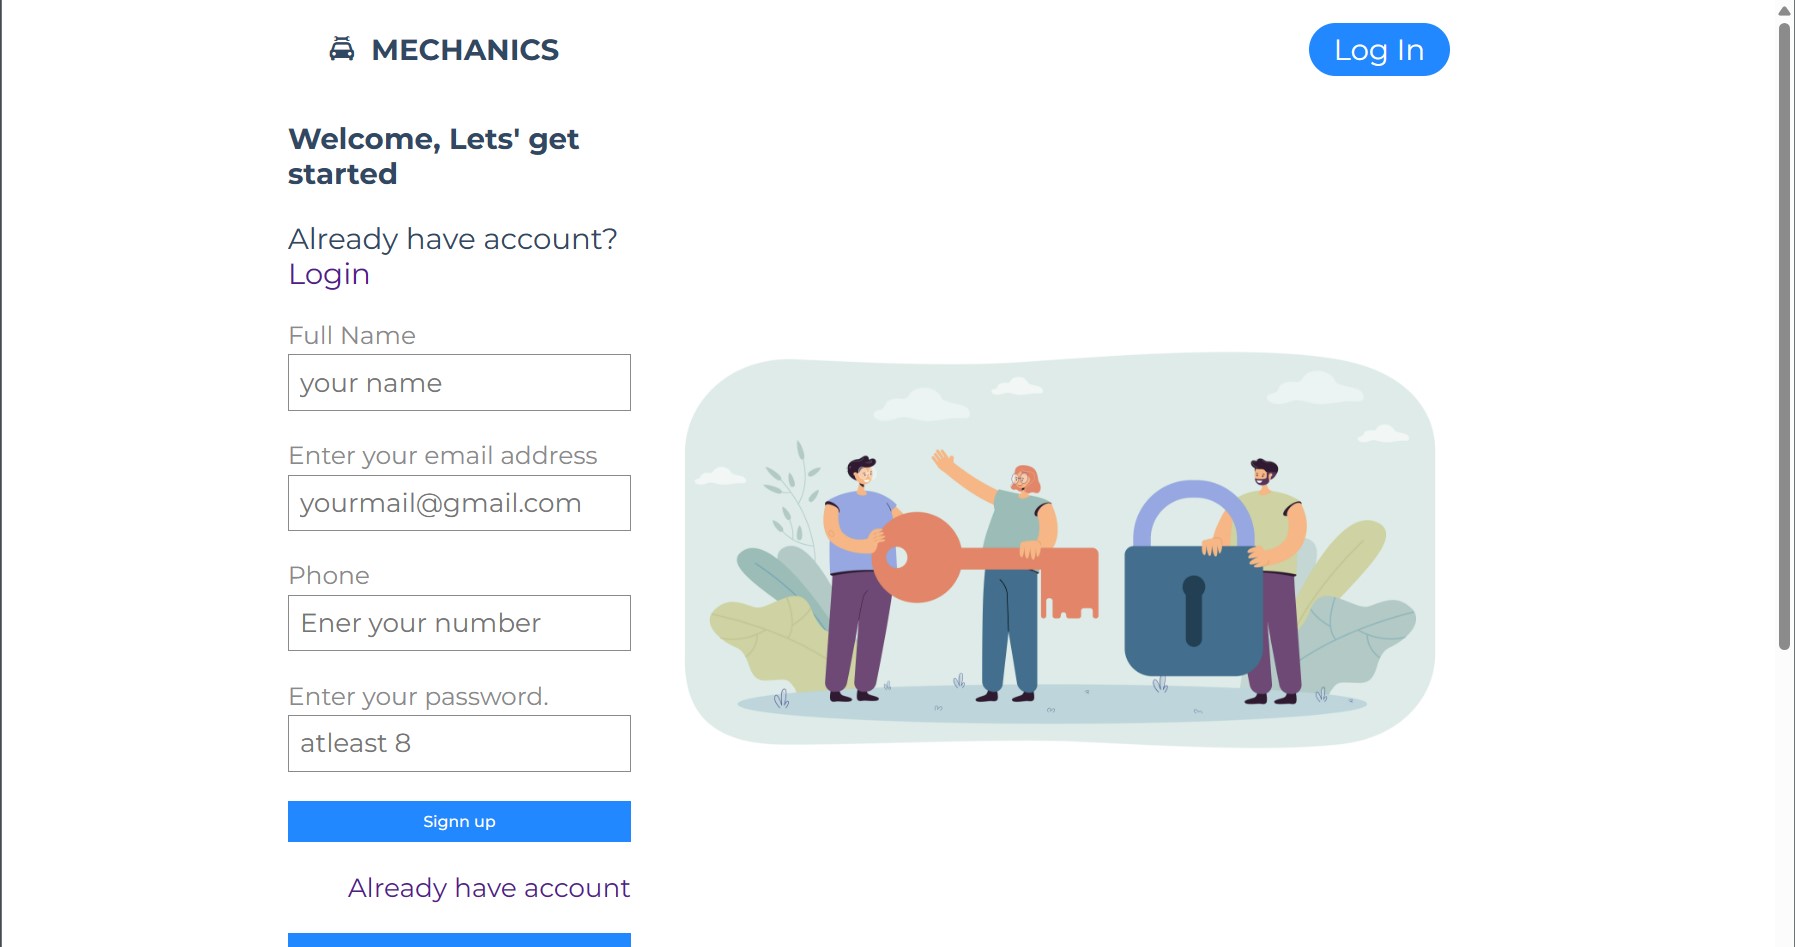 MECHANICS
Log In
Welcome, Lets' get
started
Already have account?
Login
Full Name
your name
Enter your email address
yourmail@gmail.com
Phone
Ener your number
Enter your password.
atleast 8
Signn up
Already have account